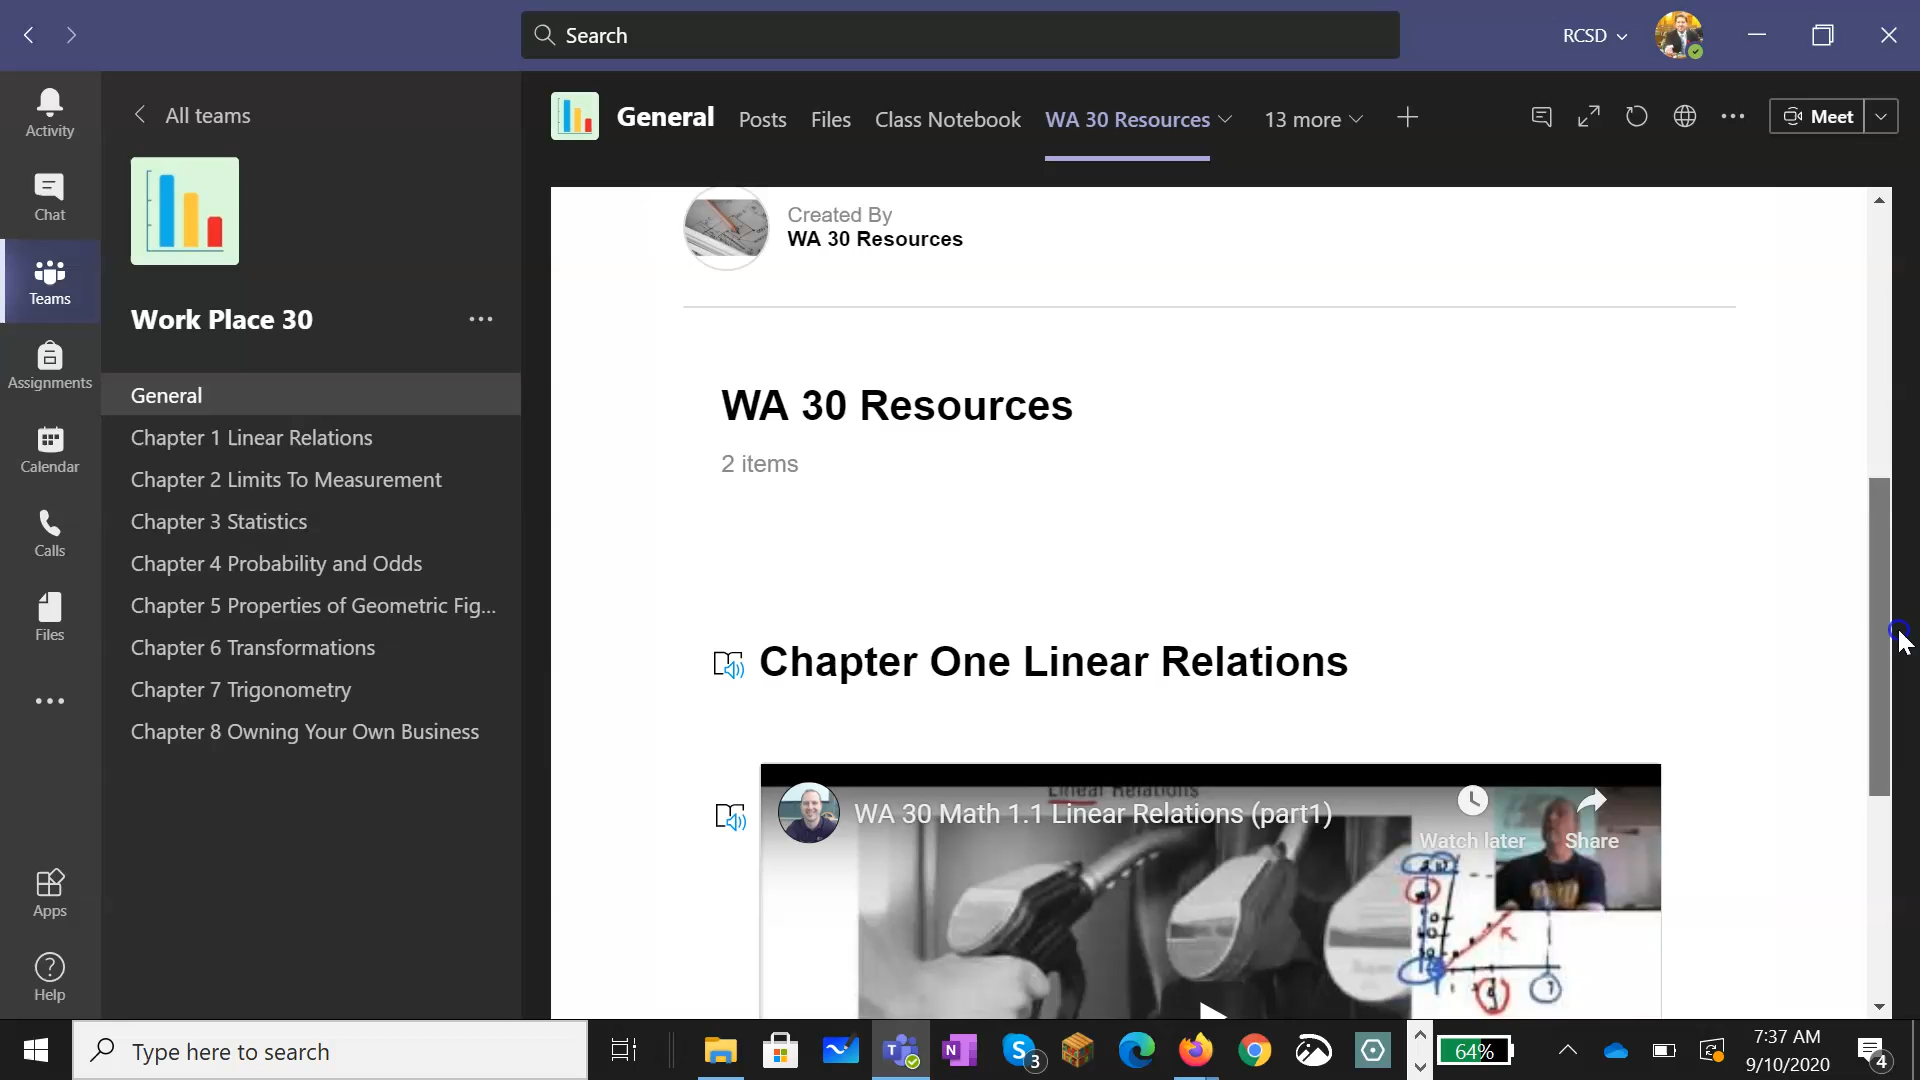 Search
RCSD
Activity
Chat
Teams
Assignments
Calendar
Calls
Files
Apps
Help
All teams
Work Place 30
General
Chapter 1 Linear Relations
Chapter 2 Limits To Measurement
Chapter 3 Statistics
Chapter 4 Probability and Odds
Chapter 5 Properties of Geometric Fig...
Chapter 6 Transformations
Chapter 7 Trigonometry
Chapter 8 Owning Your Own Business
General Posts Files Class Notebook WA 30 Resources 13 more Meet
Created By
WA 30 Resources
WA 30 Resources
2 items
Chapter One Linear Relations
Linear Relations
WA 30 Math 1.1 Linear Relations (part1)
Watch later Share
Type here to search
N
S 3
64%
7:37 AM
9/10/2020
4